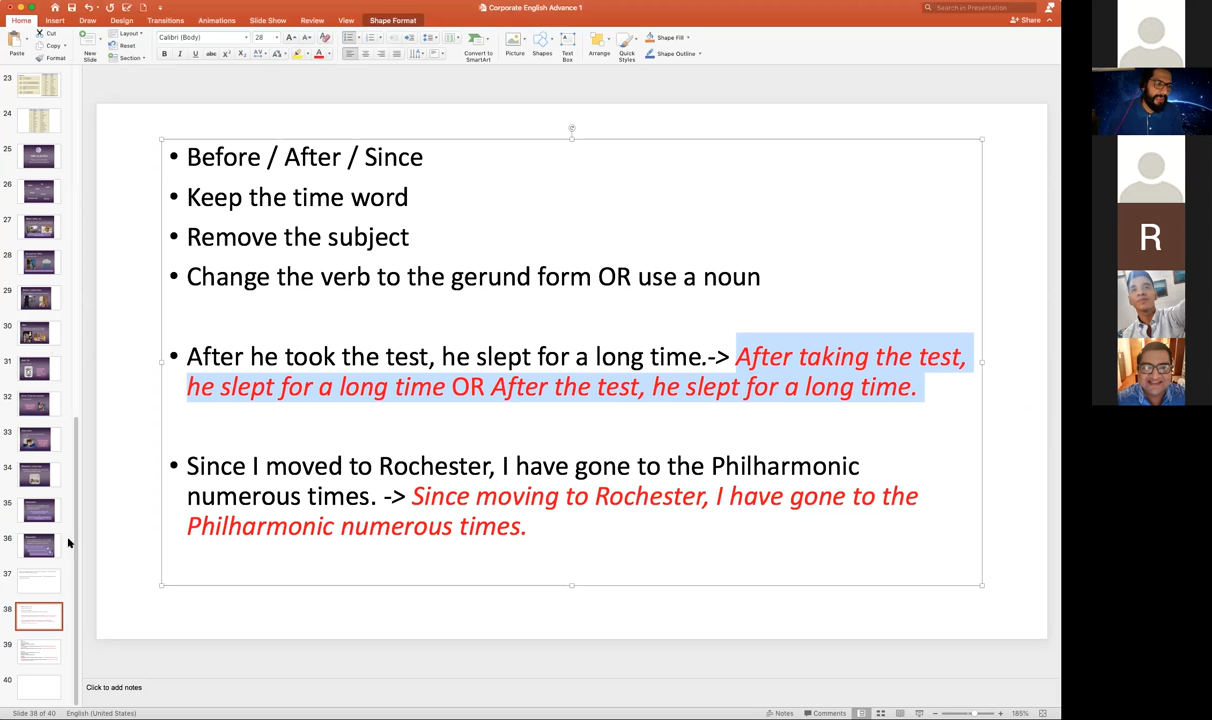 Corporate English Advance 1
Search in Presentation
Home Insert Draw Design Transitions Animations Slide Show Review View Shape Format
Share
Paste
Cut
Copy
Format
New Slide
Layout
Reset
Section
Calibri (Body) 28
Convert to SmartArt
Picture
Shapes
Text Box
Arrange
Quick Styles
Shape Fill
Shape Outline
23
24
25
26
27
28
29
30
31
32
33
34
35
36
37
38
39
40
• Before / After / Since
• Keep the time word
• Remove the subject
• Change the verb to the gerund form OR use a noun
• After he took the test, he slept for a long time.-> After taking the test,
he slept for a long time OR After the test, he slept for a long time.
• Since I moved to Rochester, I have gone to the Philharmonic
numerous times. -> Since moving to Rochester, I have gone to the
Philharmonic numerous times.
R
Click to add notes
Slide 38 of 40 English (United States) Notes Comments 185%